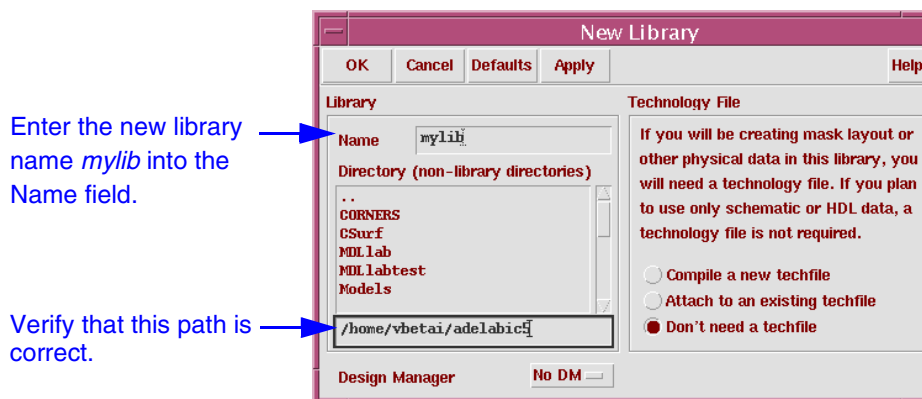 New Library
OK Cancel Defaults Apply Help
Library
Name mylib
Directory (non-library directories)
..
CORNERS
CSurf
MDLlab
MDLlabtest
Models
/home/vbetai/adelabic5
Design Manager No DM
Technology File
If you will be creating mask layout or
other physical data in this library, you
will need a technology file. If you plan
to use only schematic or HDL data, a
technology file is not required.
Compile a new techfile
Attach to an existing techfile
Don't need a techfile
Enter the new library
name mylib into the
Name field.
Verify that this path is
correct.